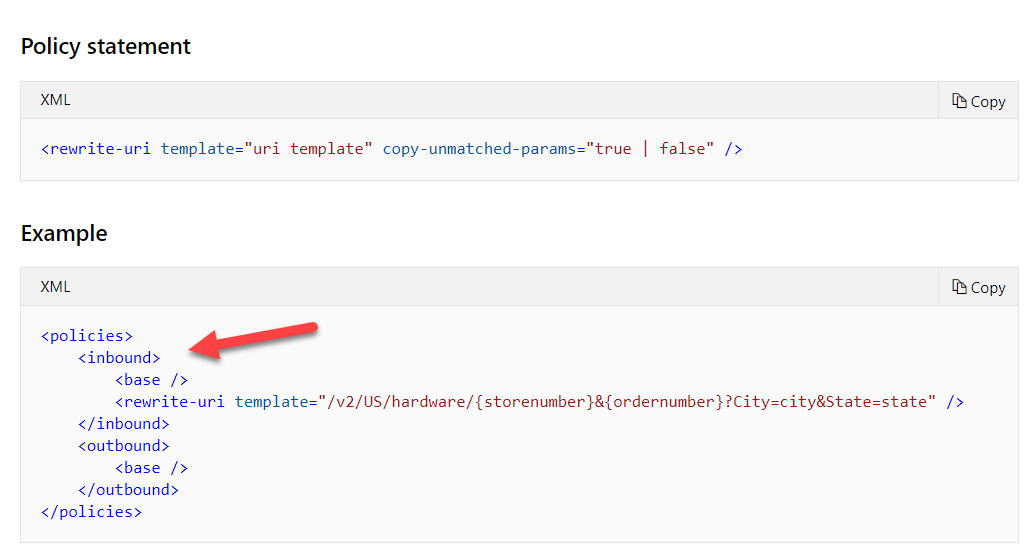 Policy statement
XML Copy
<rewrite-uri template="uri template" copy-unmatched-params="true | false" />
Example
XML Copy
<policies>
<inbound>
<base />
<rewrite-uri template="/v2/US/hardware/{storenumber}&{ordernumber}?City=city&State=state" />
</inbound>
<outbound>
<base />
</outbound>
</policies>